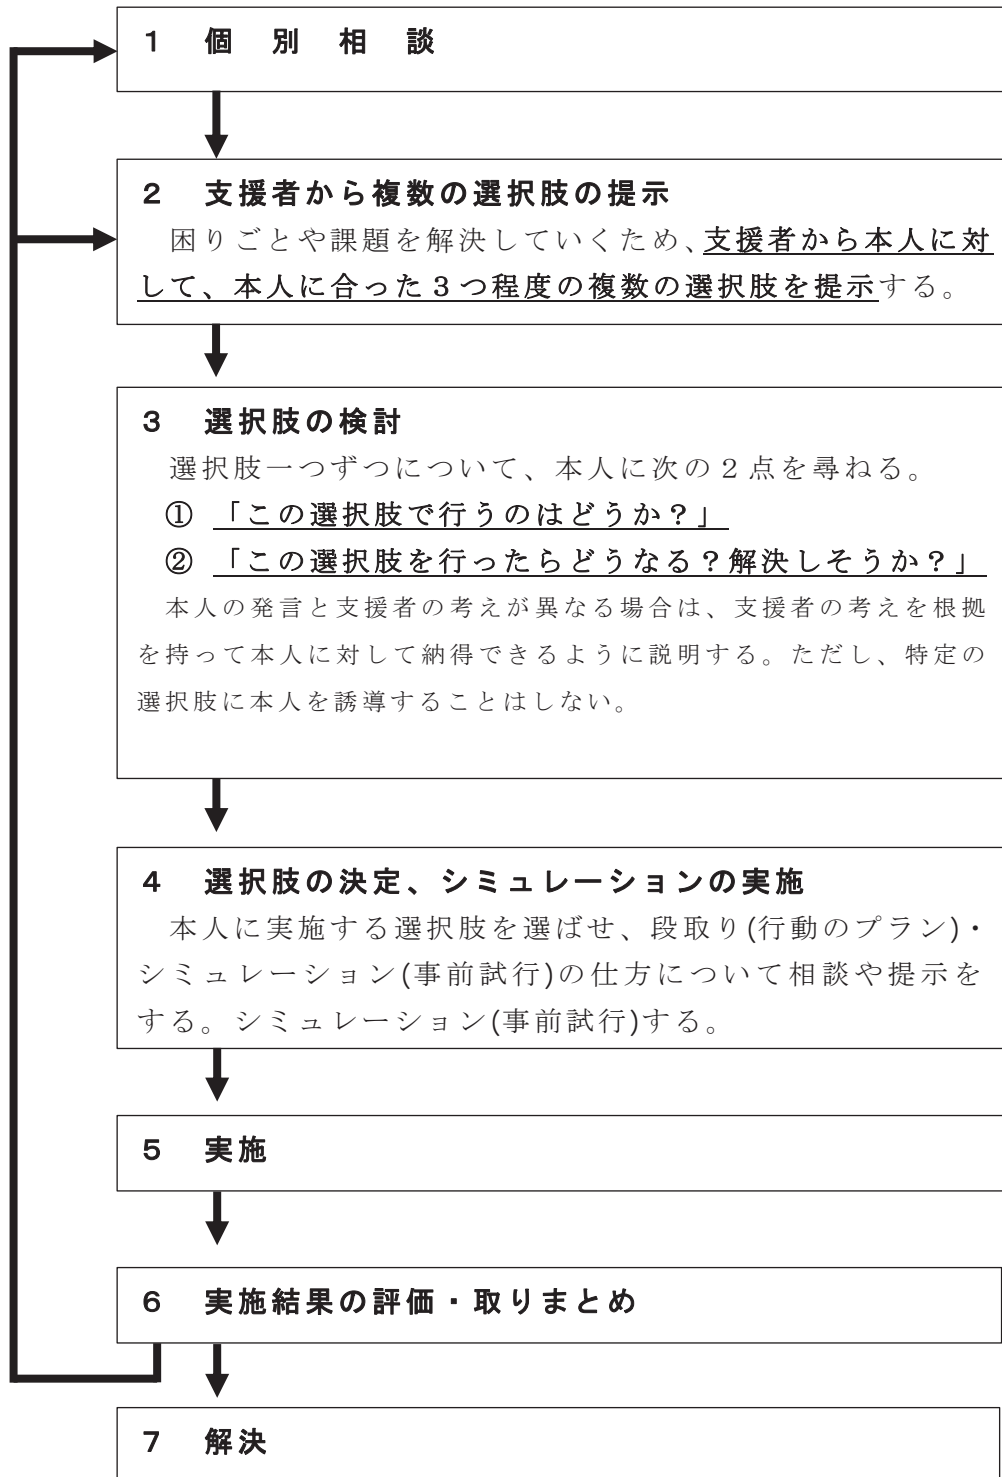 １　個　別　相　談
２　支援者から複数の選択肢の提示
困りごとや課題を解決していくため、支援者から本人に対
して、本人に合った３つ程度の複数の選択肢を提示する。
３　選択肢の検討
選択肢一つずつについて、本人に次の２点を尋ねる。
①　「この選択肢で行うのはどうか？」
②　「この選択肢を行ったらどうなる？解決しそうか？」
本人の発言と支援者の考えが異なる場合は、支援者の考えを根拠
を持って本人に対して納得できるように説明する。ただし、特定の
選択肢に本人を誘導することはしない。
４　選択肢の決定、シミュレーションの実施
本人に実施する選択肢を選ばせ、段取り(行動のプラン)・
シミュレーション(事前試行)の仕方について相談や提示を
する。シミュレーション(事前試行)する。
５　実施
６　実施結果の評価・取りまとめ
７　解決